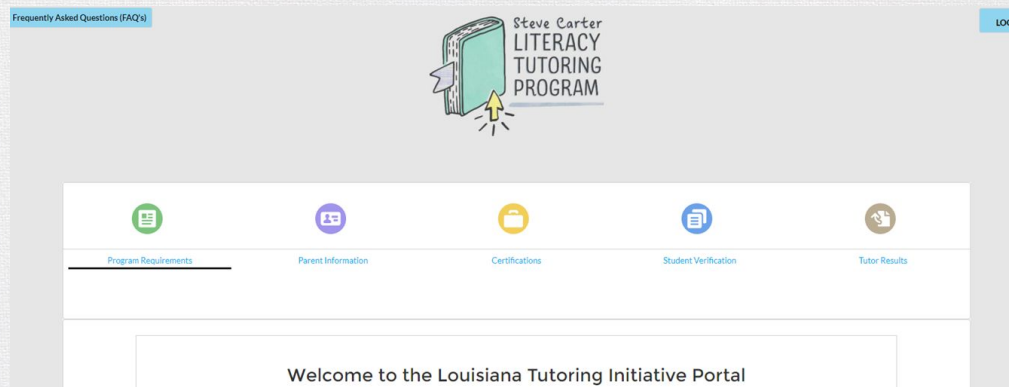 Frequently Asked Questions (FAQ's)
Steve Carter
LITERACY
TUTORING
PROGRAM
Program Requirements
Parent Information
Certifications
Student Verification
Tutor Results
Welcome to the Louisiana Tutoring Initiative Portal